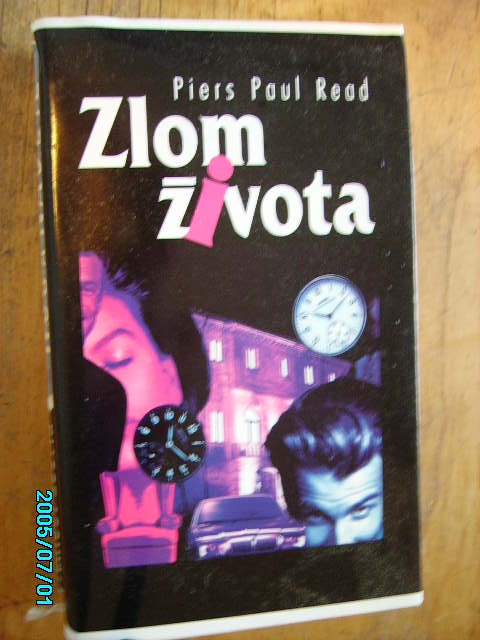 Piers Paul Read
Zlom
života
2005/07/01